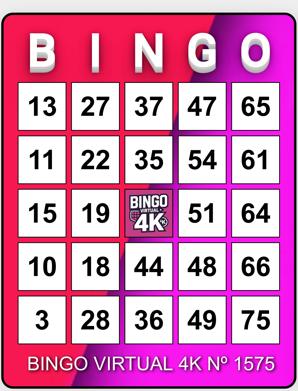 B I N G O
13 27 37 47 65
11 22 35 54 61
15 19 BINGO VIRTUAL 4K 51 64
10 18 44 48 66
3 28 36 49 75
BINGO VIRTUAL 4K Nº 1575